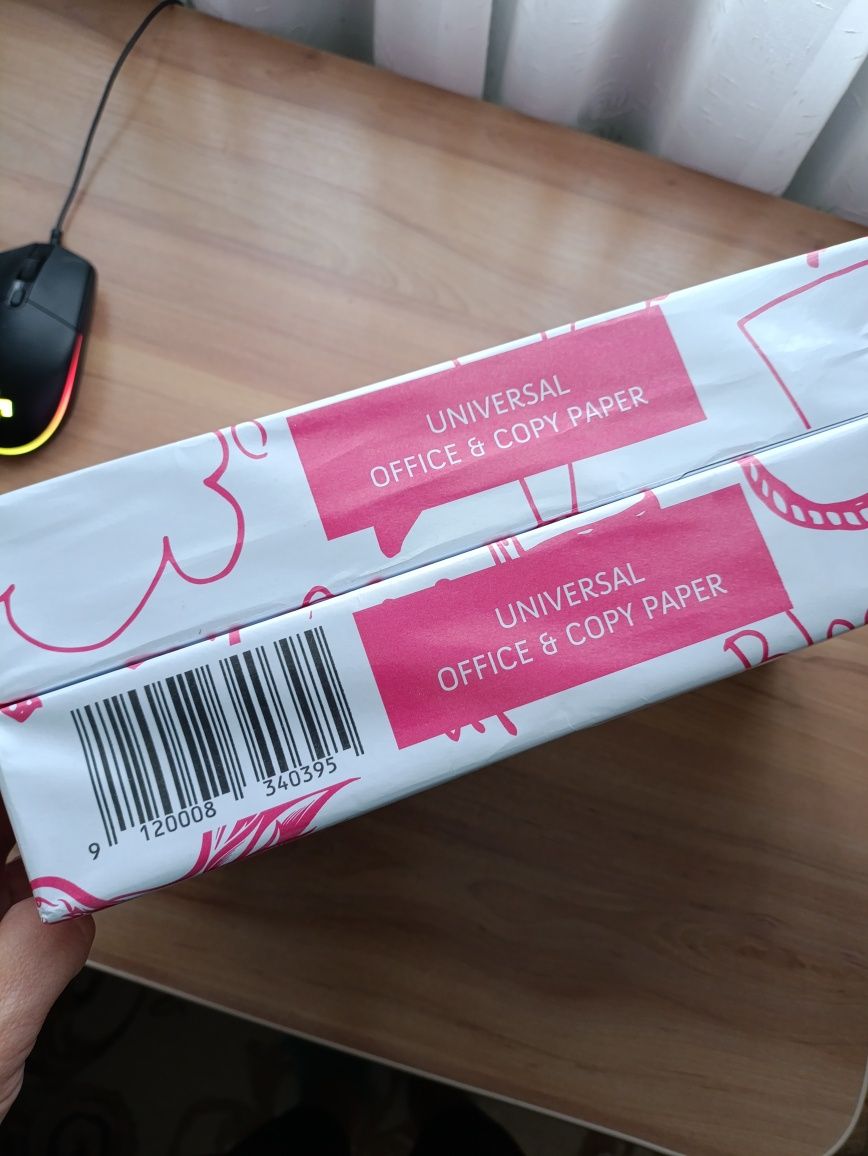 UNIVERSAL
OFFICE & COPY PAPER
UNIVERSAL
OFFICE & COPY PAPER
9 120008 340395